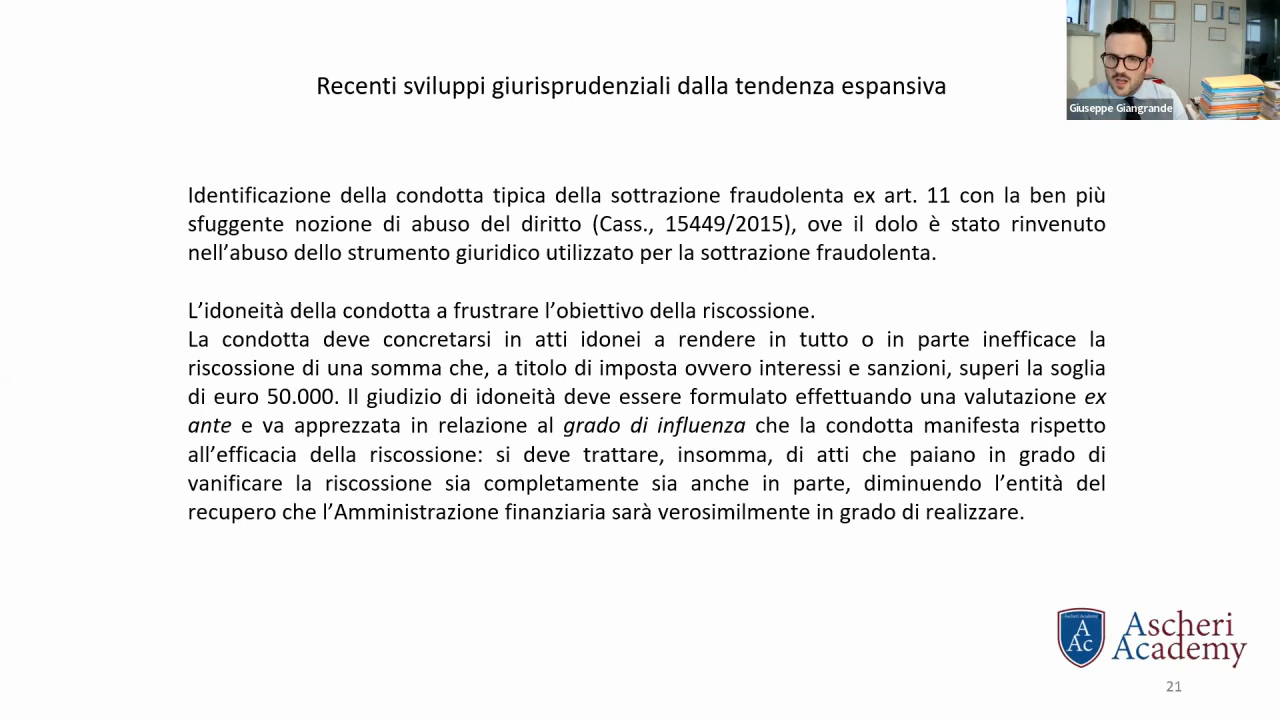 Giuseppe Giangrande
Recenti sviluppi giurisprudenziali dalla tendenza espansiva
Identificazione della condotta tipica della sottrazione fraudolenta ex art. 11 con la ben più
sfuggente nozione di abuso del diritto (Cass., 15449/2015), ove il dolo è stato rinvenuto
nell’abuso dello strumento giuridico utilizzato per la sottrazione fraudolenta.
L’idoneità della condotta a frustrare l’obiettivo della riscossione.
La condotta deve concretarsi in atti idonei a rendere in tutto o in parte inefficace la
riscossione di una somma che, a titolo di imposta ovvero interessi e sanzioni, superi la soglia
di euro 50.000. Il giudizio di idoneità deve essere formulato effettuando una valutazione ex
ante e va apprezzata in relazione al grado di influenza che la condotta manifesta rispetto
all’efficacia della riscossione: si deve trattare, insomma, di atti che paiano in grado di
vanificare la riscossione sia completamente sia anche in parte, diminuendo l’entità del
recupero che l’Amministrazione finanziaria sarà verosimilmente in grado di realizzare.
A
Ac
Ascheri
Academy
21